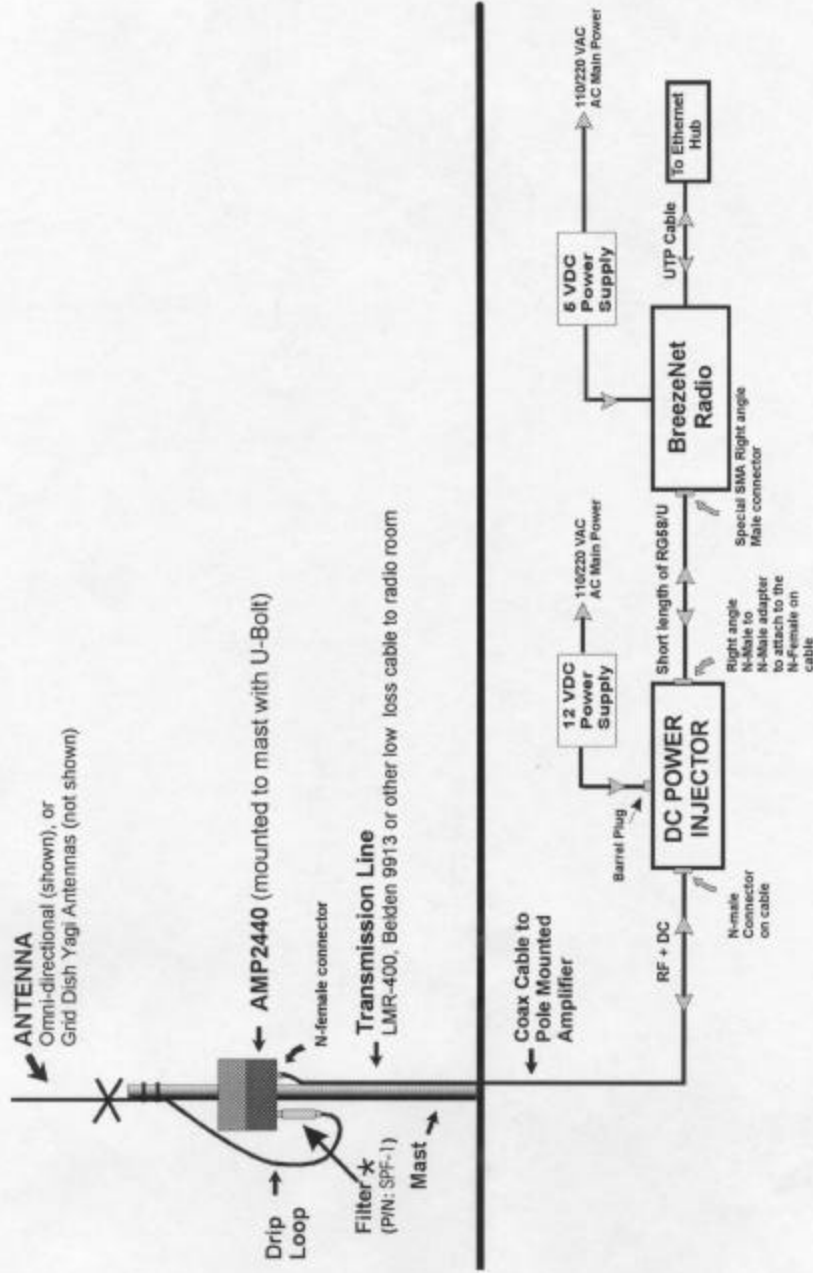 ANTENNA
Omni-directional (shown), or
Grid Dish Yagi Antennas (not shown)
AMP2440 (mounted to mast with U-Bolt)
N-female connector
Drip
Loop
Filter *
(P/N: SPF-1)
Transmission Line
LMR-400, Belden 9913 or other low loss cable to radio room
Mast
Coax Cable to
Pole Mounted
Amplifier
RF + DC
N-male
Connector
on cable
DC POWER
INJECTOR
Barrel Plug
12 VDC
Power
Supply
110/220 VAC
AC Main Power
Short length of RG58/U
Right angle
N-Male to
N-Male adapter
to attach to the
N-Female on
cable
Special SMA Right angle
Male connector
BreezeNet
Radio
5 VDC
Power
Supply
110/220 VAC
AC Main Power
UTP Cable
To Ethernet
Hub